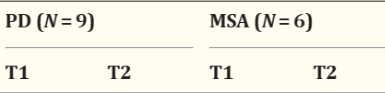 PD (N = 9) MSA (N = 6)
T1 T2 T1 T2